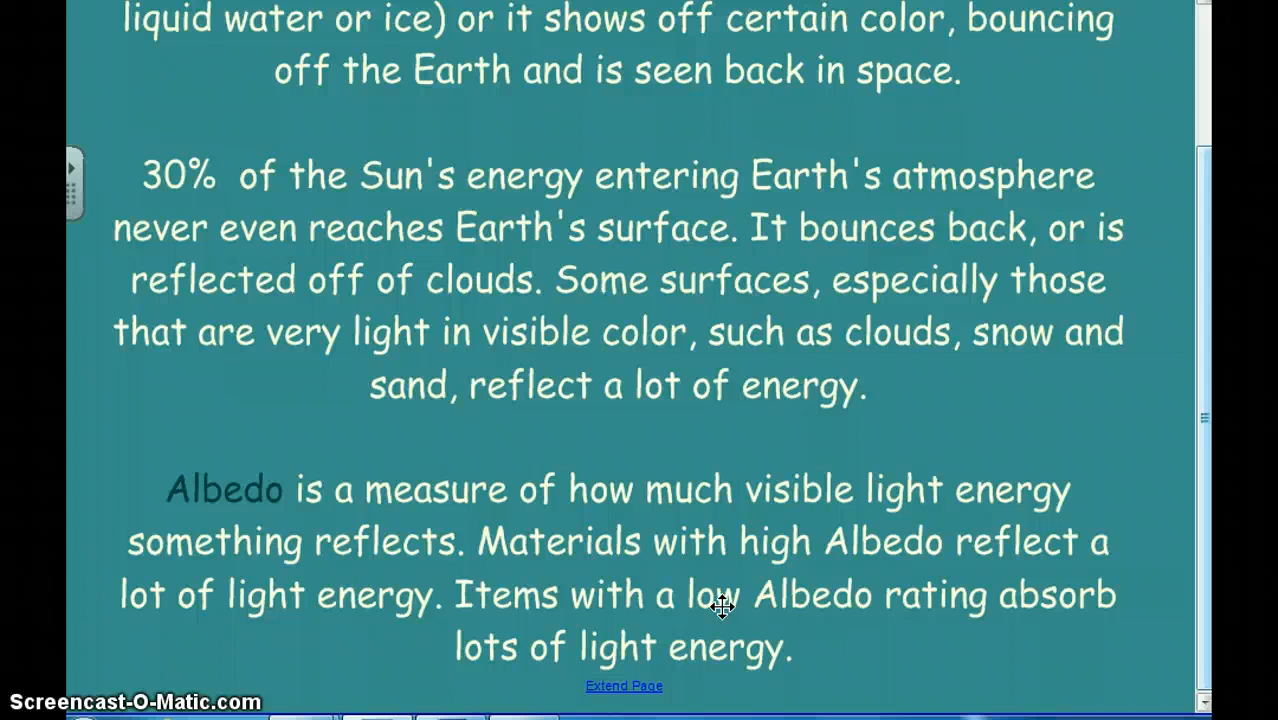 liquid water or ice) or it shows off certain color, bouncing
off the Earth and is seen back in space.
30% of the Sun's energy entering Earth's atmosphere
never even reaches Earth's surface. It bounces back, or is
reflected off of clouds. Some surfaces, especially those
that are very light in visible color, such as clouds, snow and
sand, reflect a lot of energy.
Albedo is a measure of how much visible light energy
something reflects. Materials with high Albedo reflect a
lot of light energy. Items with a low Albedo rating absorb
lots of light energy.
Extend Page
Screencast-O-Matic.com